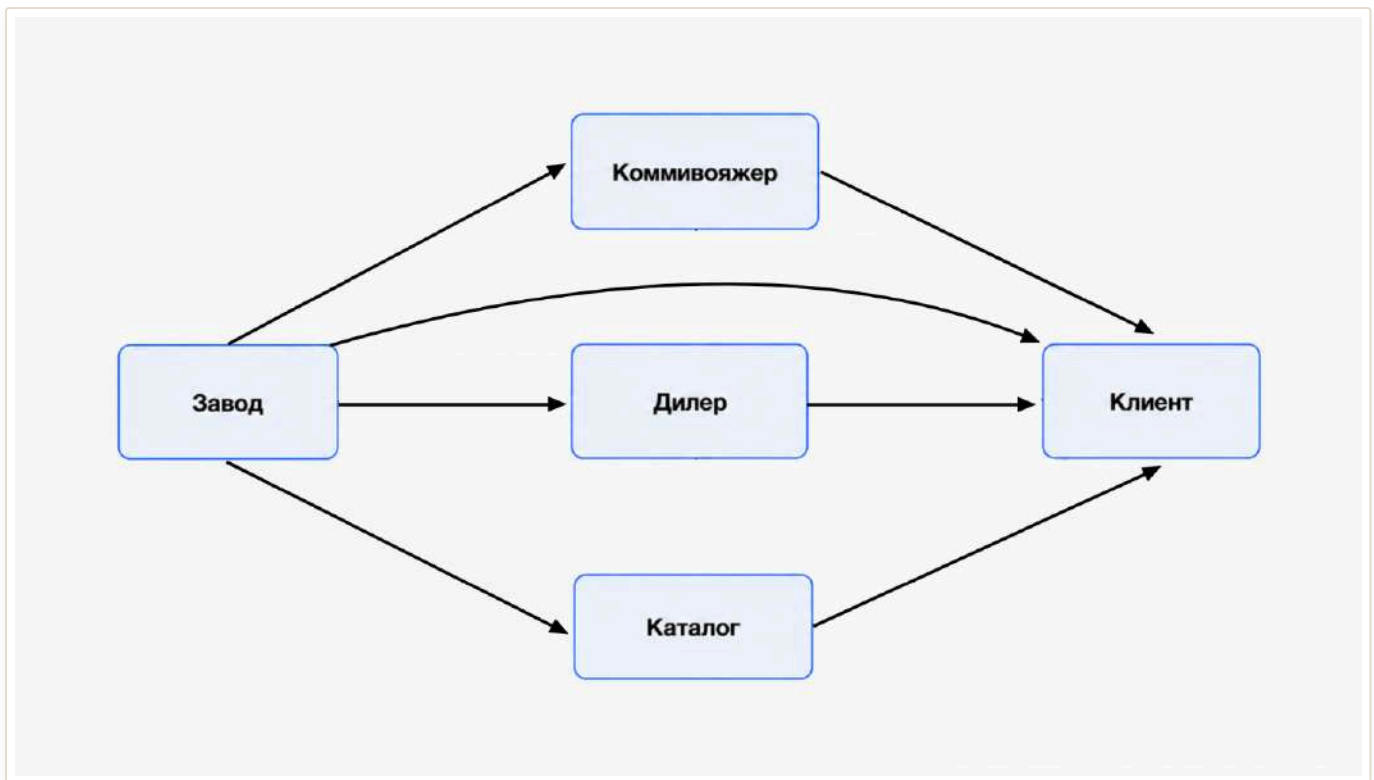 Коммивояжер
Завод
Дилер
Клиент
Каталог